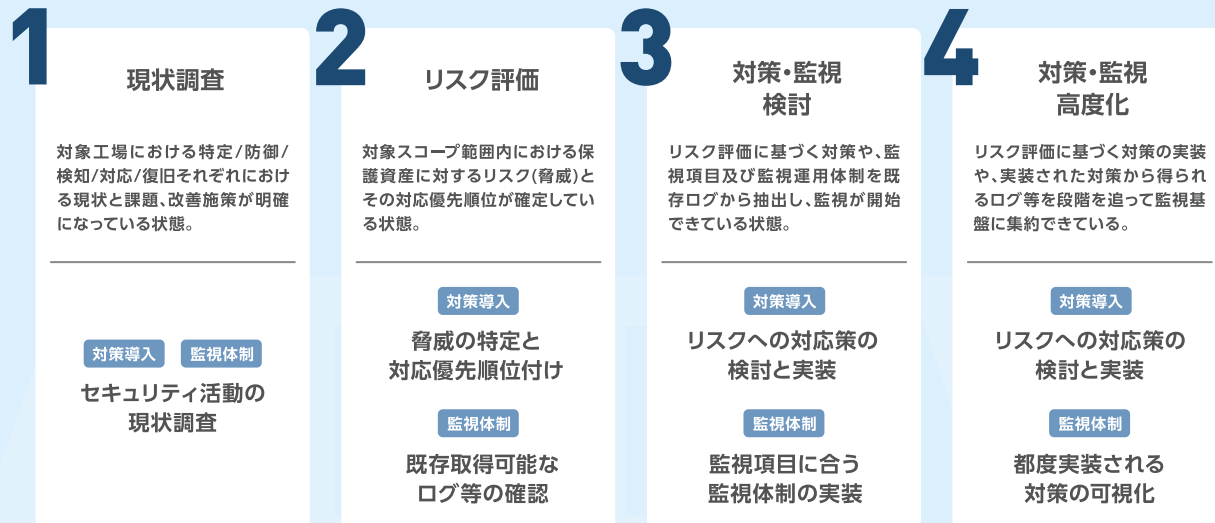 1
現状調査
対象工場における特定/防御/
検知/対応/復旧それぞれにおけ
る現状と課題、改善施策が明確
になっている状態。
対策導入 監視体制
セキュリティ活動の
現状調査
2
リスク評価
対象スコープ範囲内における保
護資産に対するリスク(脅威)と
その対応優先順位が確定してい
る状態。
対策導入
脅威の特定と
対応優先順位付け
監視体制
既存取得可能な
ログ等の確認
3
対策・監視
検討
リスク評価に基づく対策や、監
視項目及び監視運用体制を既
存ログから抽出し、監視が開始
できている状態。
対策導入
リスクへの対応策の
検討と実装
監視体制
監視項目に合う
監視体制の実装
4
対策・監視
高度化
リスク評価に基づく対策の実装
や、実装された対策から得られ
るログ等を段階を追って監視基
盤に集約できている。
対策導入
リスクへの対応策の
検討と実装
監視体制
都度実装される
対策の可視化